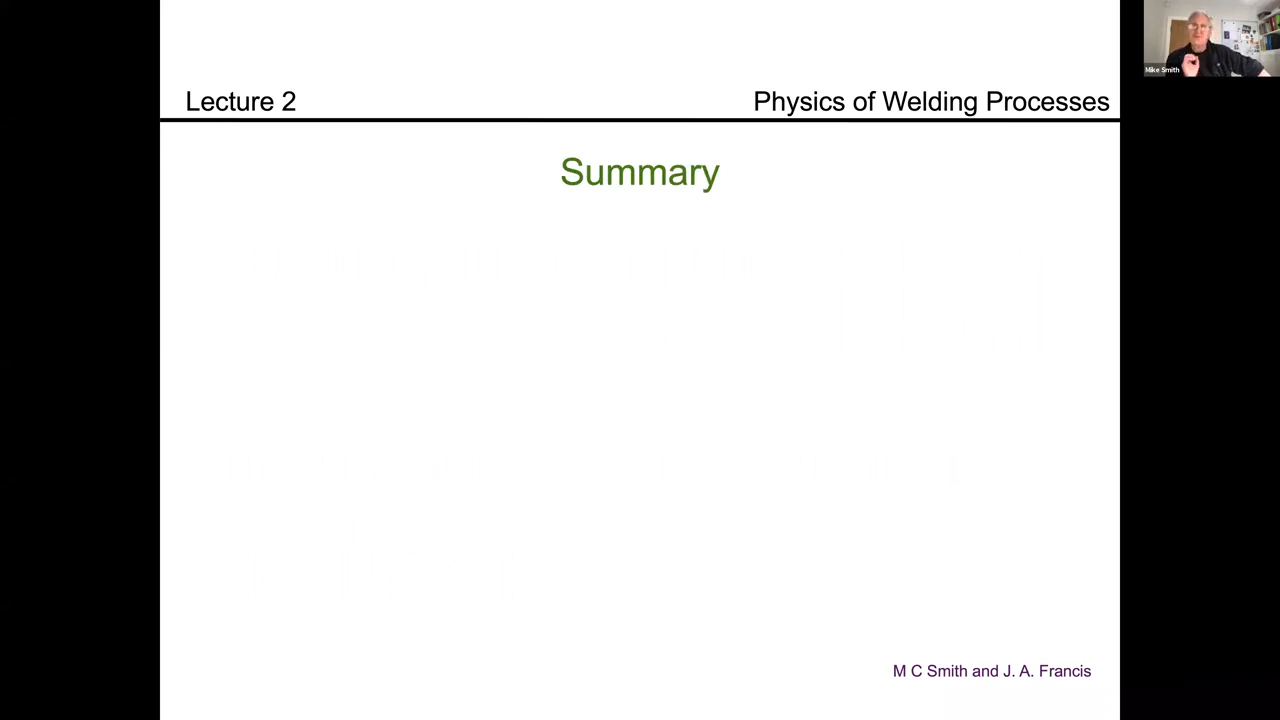 Lecture 2
Physics of Welding Processes
Summary
M C Smith and J. A. Francis
Mike Smith